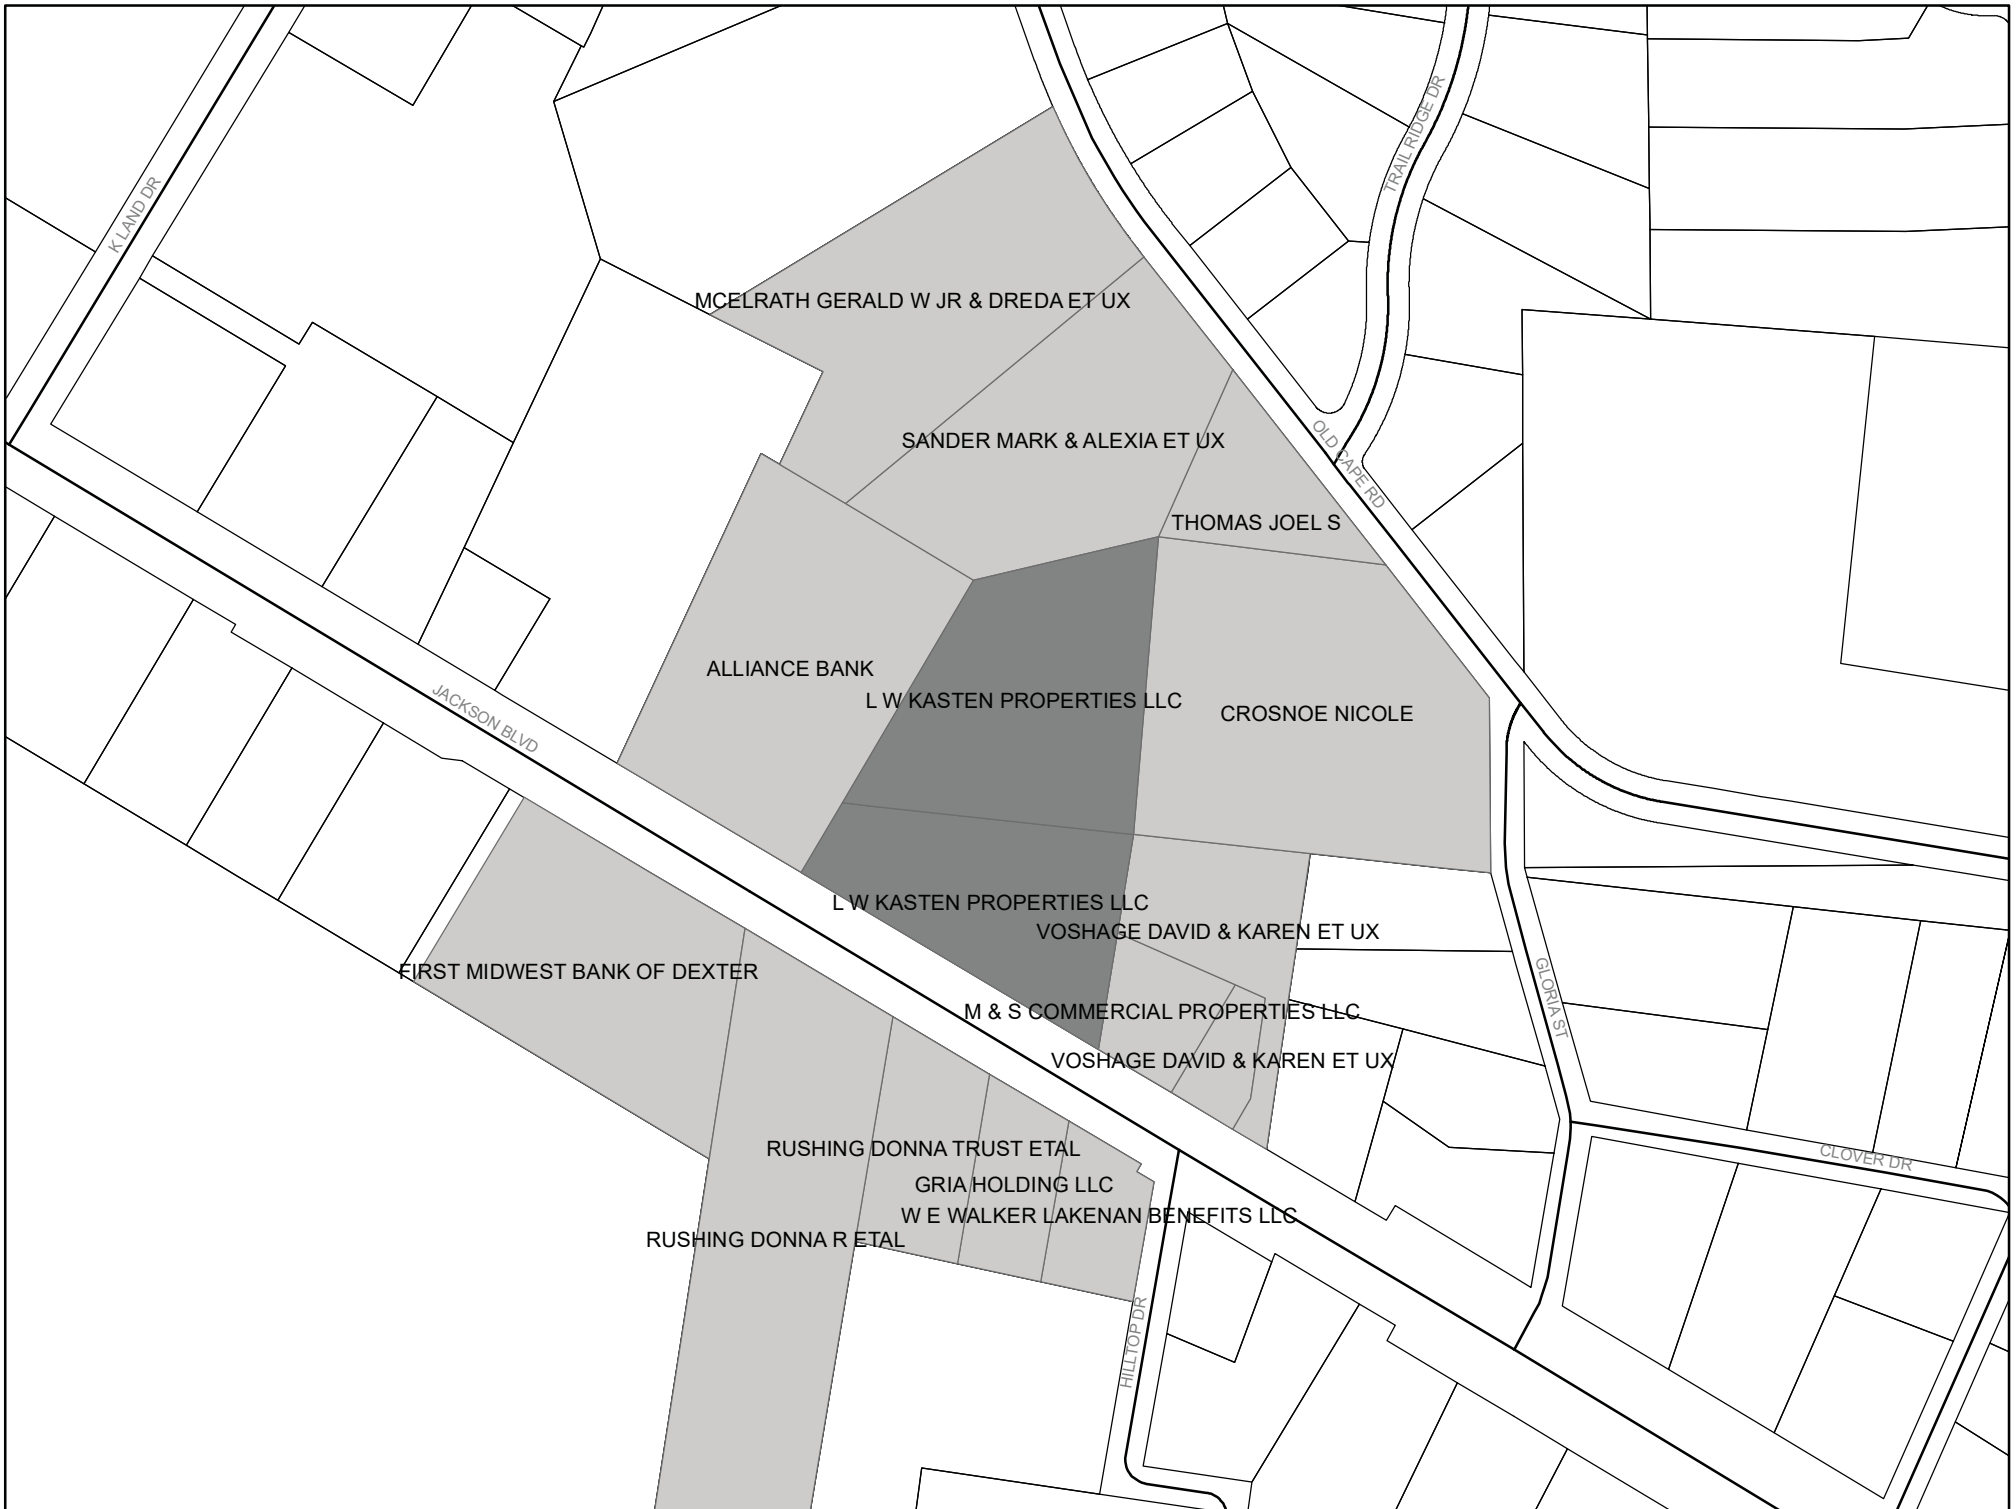 TRAIL RIDGE DR
K LAND DR
MCELRATH GERALD W JR & DREDA ET UX
SANDER MARK & ALEXIA ET UX
OLD CAPE RD
THOMAS JOEL S
ALLIANCE BANK
L W KASTEN PROPERTIES LLC
CROSNOE NICOLE
JACKSON BLVD
L W KASTEN PROPERTIES LLC
VOSHAGE DAVID & KAREN ET UX
FIRST MIDWEST BANK OF DEXTER
GLORIA ST
M & S COMMERCIAL PROPERTIES LLC
VOSHAGE DAVID & KAREN ET UX
RUSHING DONNA TRUST ETAL
CLOVER DR
GRIA HOLDING LLC
W E WALKER LAKENAN BENEFITS LLC
RUSHING DONNA R ETAL
HILLTOP DR